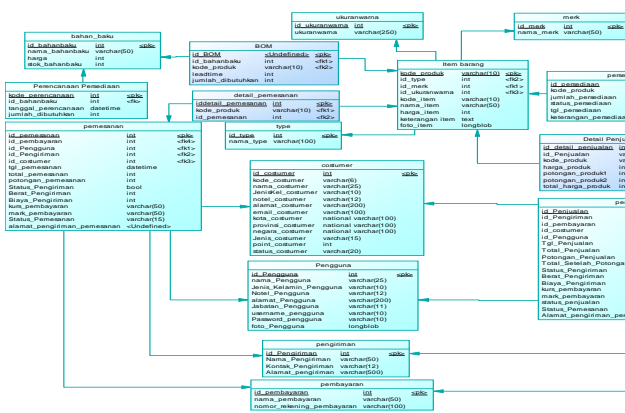 ukuranwarna
id_ukuranwarna int <pk>
ukuranwarna varchar(250)
merk
id_merk int <pk>
nama_merk varchar(50)
bahan_baku
id_bahanbaku int <pk>
nama_bahanbaku varchar(50)
harga int
stok_bahanbaku int
BOM
id_BOM <Undefined> <pk>
id_bahanbaku int <fk1>
kode_produk varchar(10) <fk2>
leadtime int
jumlah_dibutuhkan int
Item barang
kode_produk varchar(10) <pk>
id_type int <fk2>
id_merk int <fk1>
id_ukuranwarna int <fk3>
kode_item varchar(10)
nama_item varchar(50)
harga_item int
keterangan item text
foto_item longblob
Perencanaan Persediaan
kode_perencanaan int <pk>
id_bahanbaku int <fk>
tanggal_perencanaan datetime
jumlah_dibutuhkan int
detail_pemesanan
iddetail_pemesanan int <pk>
kode_produk varchar(10) <fk1>
id_pemesanan int <fk2>
perse
id_persediaan
kode_produk
jumlah_persediaan
status_persediaan
tgl_persediaan
keterangan_persediaa
type
id_type int <pk>
nama_type varchar(100)
pemesanan
id_pemesanan int <pk>
id_pembayaran int <fk4>
id_Pengguna int <fk1>
id_Pengiriman int <fk2>
id_costumer int <fk3>
tgl_pemesanan datetime
total_pemesanan int
potongan_pemesanan int
Status_Pengiriman bool
Berat_Pengiriman int
Biaya_Pengiriman int
kurs_pembayaran varchar(50)
mark_pembayaran varchar(50)
Status_Pemesanan varchar(15)
alamat_pengiriman_pemesanan <Undefined>
Detail Penju
id_detail_penjualan int
id_Penjualan va
kode_produk va
harga_produk in
potongan_produk1 in
potongan_produk2 in
total_harga_produk in
costumer
id_costumer int <pk>
kode_costumer varchar(6)
nama_costumer varchar(25)
JenisKel_costumer varchar(10)
notel_costumer varchar(12)
alamat_costumer varchar(200)
email_costumer varchar(100)
kota_costumer national varchar(100)
provinsi_costumer national varchar(100)
negara_costumer national varchar(100)
Jenis_costumer varchar(15)
point_costumer int
status_costumer varchar(20)
pe
id_Penjualan
id_Pengiriman
id_pembayaran
id_costumer
id_Pengguna
Tgl_Penjualan
Total_Penjualan
Potongan_Penjualan
Total_Setelah_Potonga
Status_Pengiriman
Berat_Pengiriman
Biaya_Pengiriman
kurs_pembayaran
mark_pembayaran
status_Penjualan
Status_Pemesanan
Alamat_pengiriman_pe
Pengguna
id_Pengguna int <pk>
nama_Pengguna varchar(25)
Jenis_Kelamin_Pengguna varchar(10)
Notel_Pengguna varchar(12)
alamat_Pengguna varchar(200)
Jabatan_Pengguna varchar(11)
username_pengguna varchar(10)
Password_pengguna varchar(10)
foto_Pengguna longblob
pengiriman
id_Pengiriman int <pk>
Nama_Pengiriman varchar(50)
Kontak_Pengiriman varchar(12)
Alamat_pengiriman varchar(500)
pembayaran
id_pembayaran int <pk>
nama_pembayaran varchar(50)
nomor_rekening_pembayaran varchar(100)